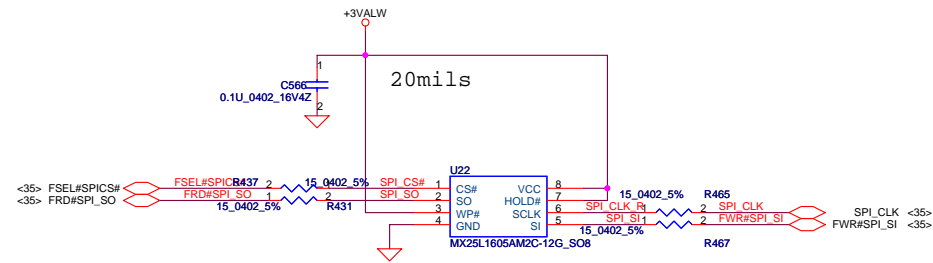 +3VALW
1
C566
0.1U_0402_16V4Z
2
20mils
U22
<35> FSEL#SPICS# FSEL#SPICS# R437 2 15_0402_5% 1 SPI_CS# 1 CS# VCC 8
<35> FRD#SPI_SO FRD#SPI_SO 1 2 SPI_SO 2 SO HOLD# 7 15_0402_5% R465
15_0402_5% R431 3 WP# SCLK 6 SPI_CLK_R 1 2 SPI_CLK SPI_CLK <35>
4 GND SI 5 SPI_SI 1 2 FWR#SPI_SI FWR#SPI_SI <35>
MX25L1605AM2C-12G_SO8 15_0402_5% R467